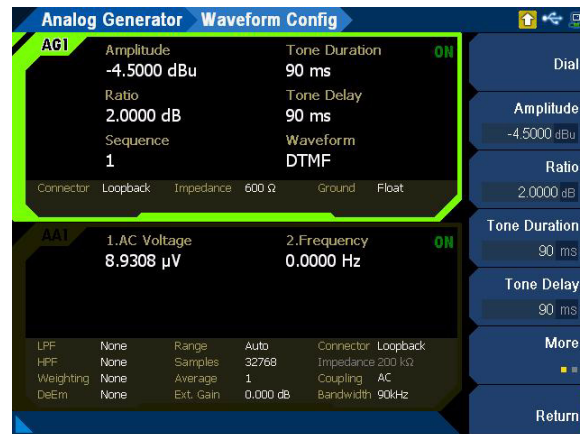 Analog Generator Waveform Config
AG1
Amplitude Tone Duration ON
-4.5000 dBu 90 ms
Ratio Tone Delay
2.0000 dB 90 ms
Sequence Waveform
1 DTMF
Connector Loopback Impedance 600 Ω Ground Float
AA1
1.AC Voltage 2.Frequency ON
8.9308 µV 0.0000 Hz
LPF None Range Auto Connector Loopback
HPF None Samples 32768 Impedance 200 kΩ
Weighting None Average 1 Coupling AC
DeEm None Ext. Gain 0.000 dB Bandwidth 90kHz
Dial
Amplitude
-4.5000 dBu
Ratio
2.0000 dB
Tone Duration
90 ms
Tone Delay
90 ms
More
Return